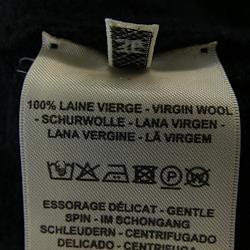 100% LAINE VIERGE - VIRGIN WOOL
- SCHURWOLLE - LANA VIRGEN -
LANA VERGINE - LÃ VIRGEM
ESSORAGE DÉLICAT - GENTLE
SPIN - IM SCHONGANG
SCHLEUDERN - CENTRIFUGADO
DELICADO - CENTRIFUGA